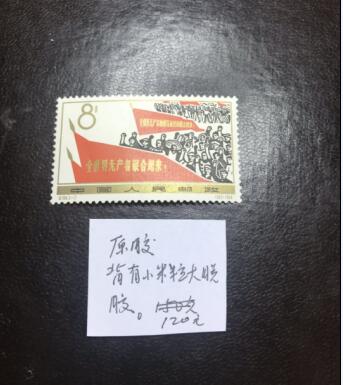 8分
全世界无产者联合起来!
中国人民邮政
原胶
背有小米粒大脱
胶。
120元